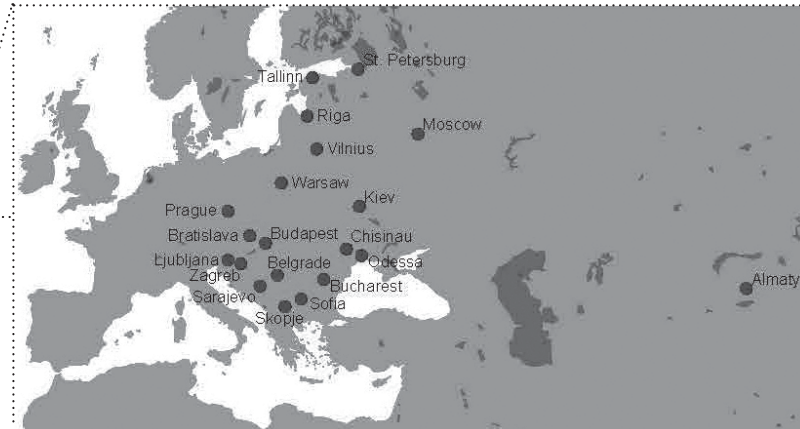 St. Petersburg
Tallinn
Riga
Moscow
Vilnius
Warsaw
Kiev
Prague
Bratislava
Budapest
Chisinau
Ljubljana
Belgrade
Odessa
Zagreb
Almaty
Bucharest
Sarajevo
Sofia
Skopje